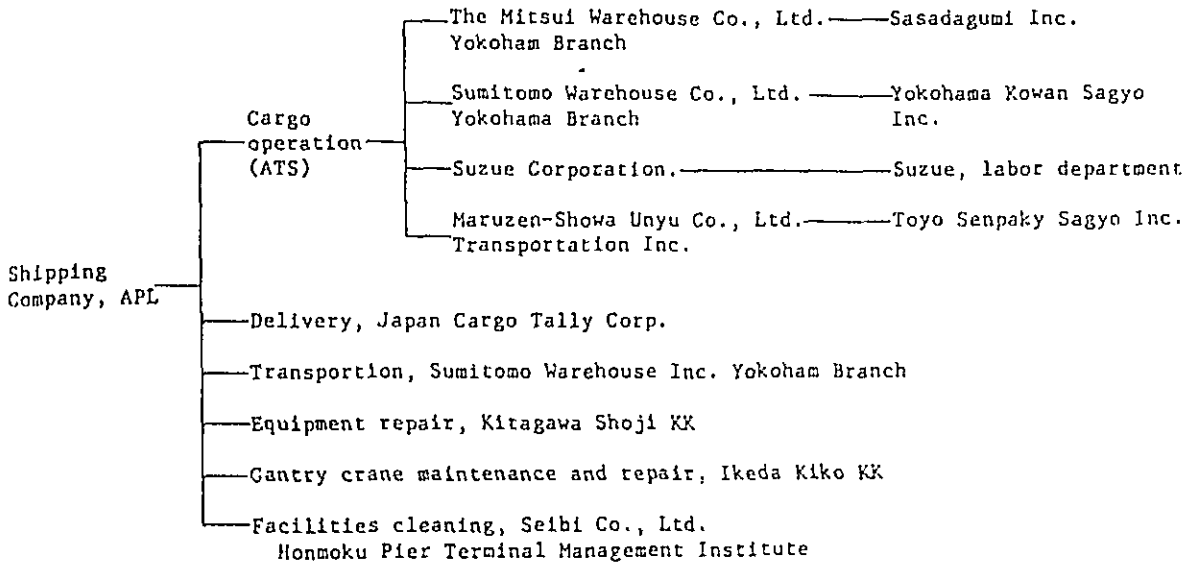 The Mitsui Warehouse Co., Ltd. Sasadagumi Inc.
Yokoham Branch
Sumitomo Warehouse Co., Ltd. Yokohama Kowan Sagyo
Yokohama Branch Inc.
Cargo
operation
(ATS)
Suzue Corporation. Suzue, labor department
Maruzen-Showa Unyu Co., Ltd. Toyo Senpaky Sagyo Inc.
Transportation Inc.
Shipping
Company, APL
Delivery, Japan Cargo Tally Corp.
Transportion, Sumitomo Warehouse Inc. Yokoham Branch
Equipment repair, Kitagawa Shoji KK
Gantry crane maintenance and repair, Ikeda Kiko KK
Facilities cleaning, Seibi Co., Ltd.
Honmoku Pier Terminal Management Institute